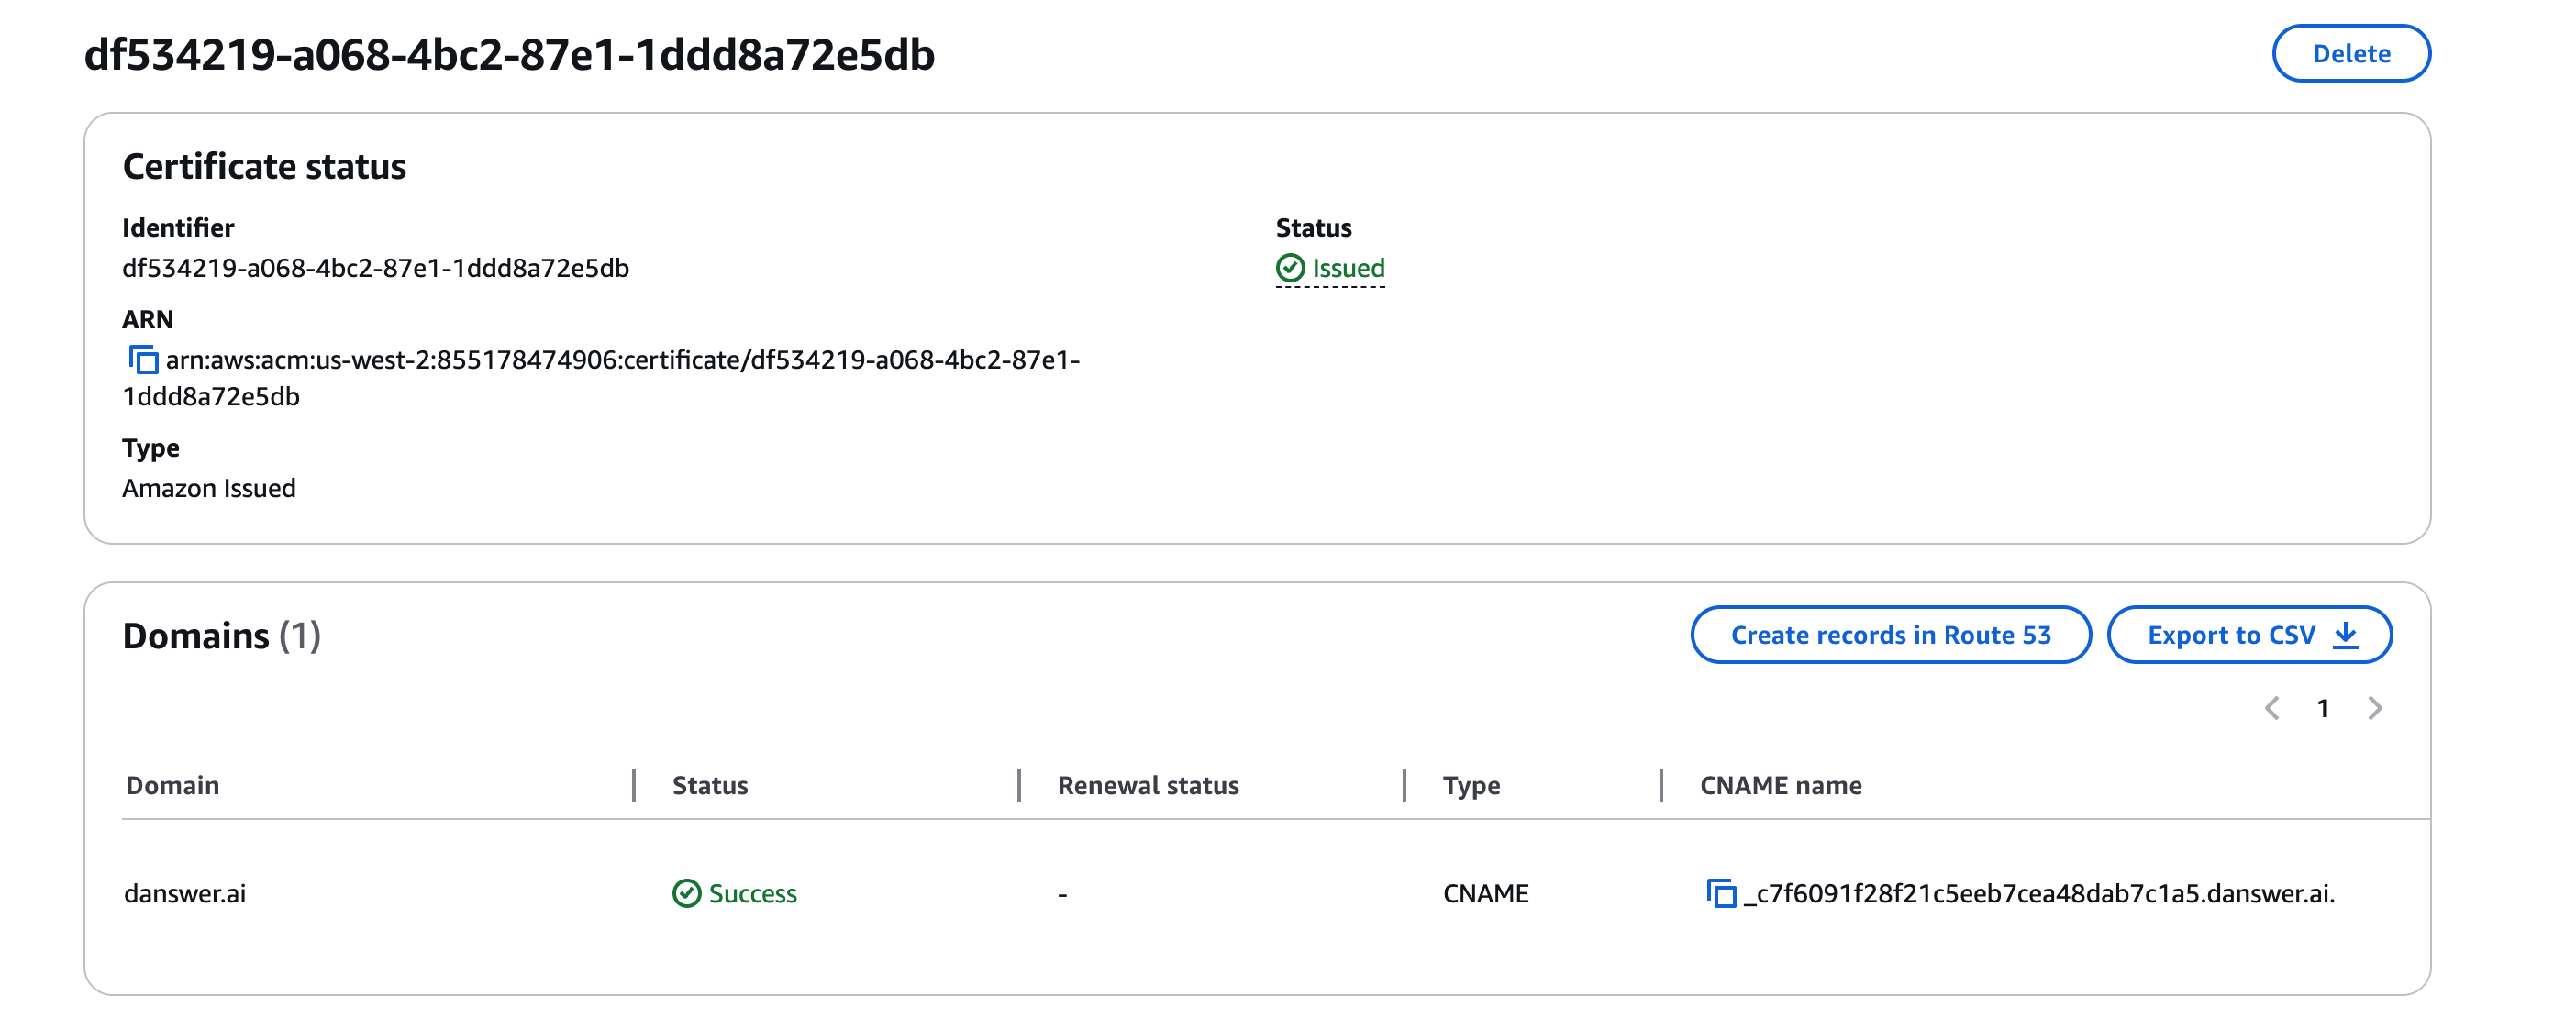 df534219-a068-4bc2-87e1-1ddd8a72e5db
Delete
Certificate status
Identifier
df534219-a068-4bc2-87e1-1ddd8a72e5db
Status
Issued
ARN
arn:aws:acm:us-west-2:855178474906:certificate/df534219-a068-4bc2-87e1-
1ddd8a72e5db
Type
Amazon Issued
Domains (1)
Create records in Route 53
Export to CSV
1
Domain
Status
Renewal status
Type
CNAME name
danswer.ai
Success
-
CNAME
_c7f6091f28f21c5eeb7cea48dab7c1a5.danswer.ai.